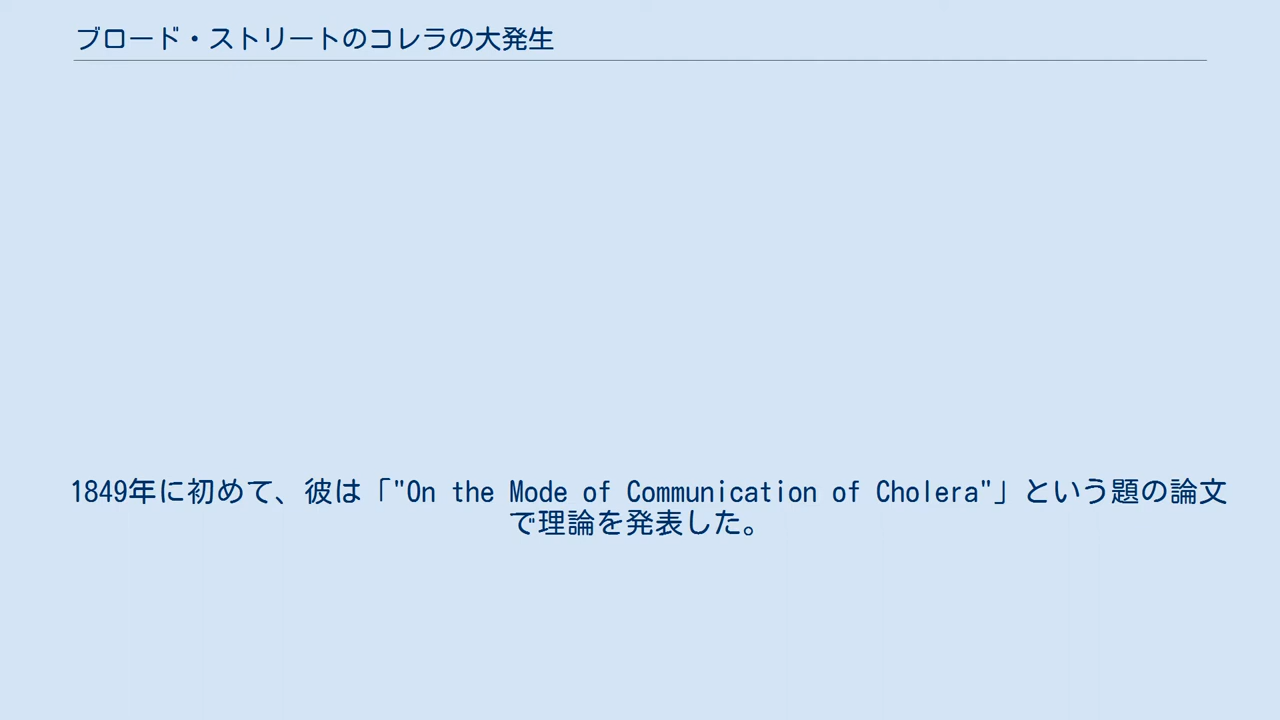 ブロード・ストリートのコレラの大発生
1849年に初めて、彼は「"On the Mode of Communication of Cholera"」という題の論文
で理論を発表した。